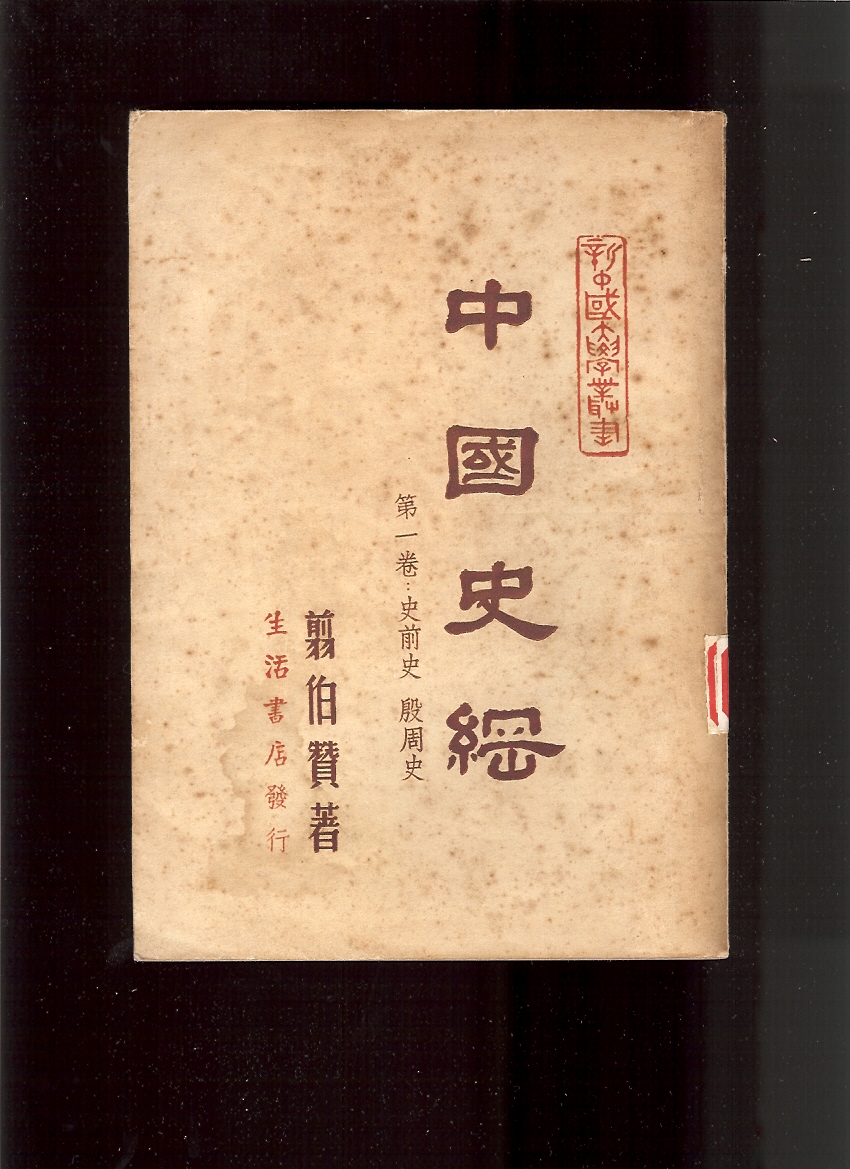 新中國大學叢書
中國史綱
第一卷：史前史 殷周史
翦伯贊著
生活書店發行